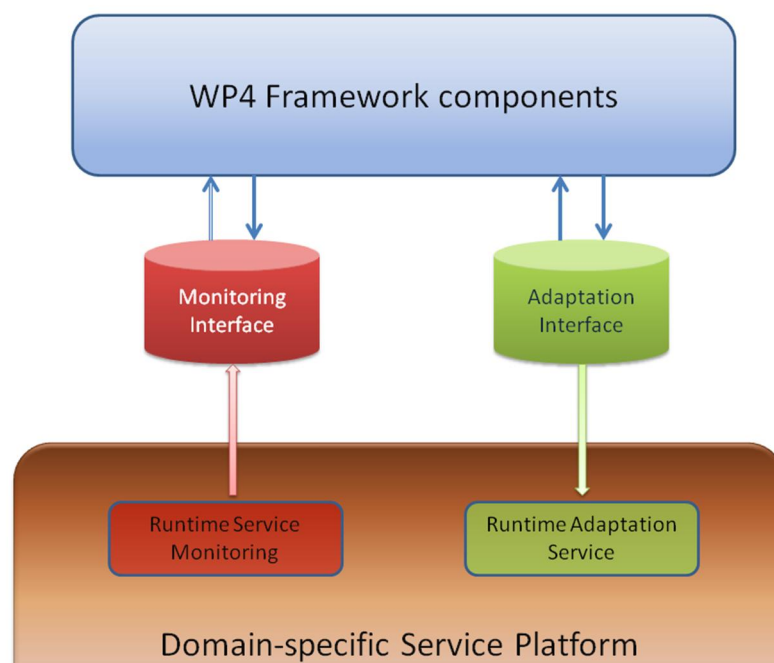 WP4 Framework components
Monitoring
Interface
Adaptation
Interface
Runtime Service
Monitoring
Runtime Adaptation
Service
Domain-specific Service Platform